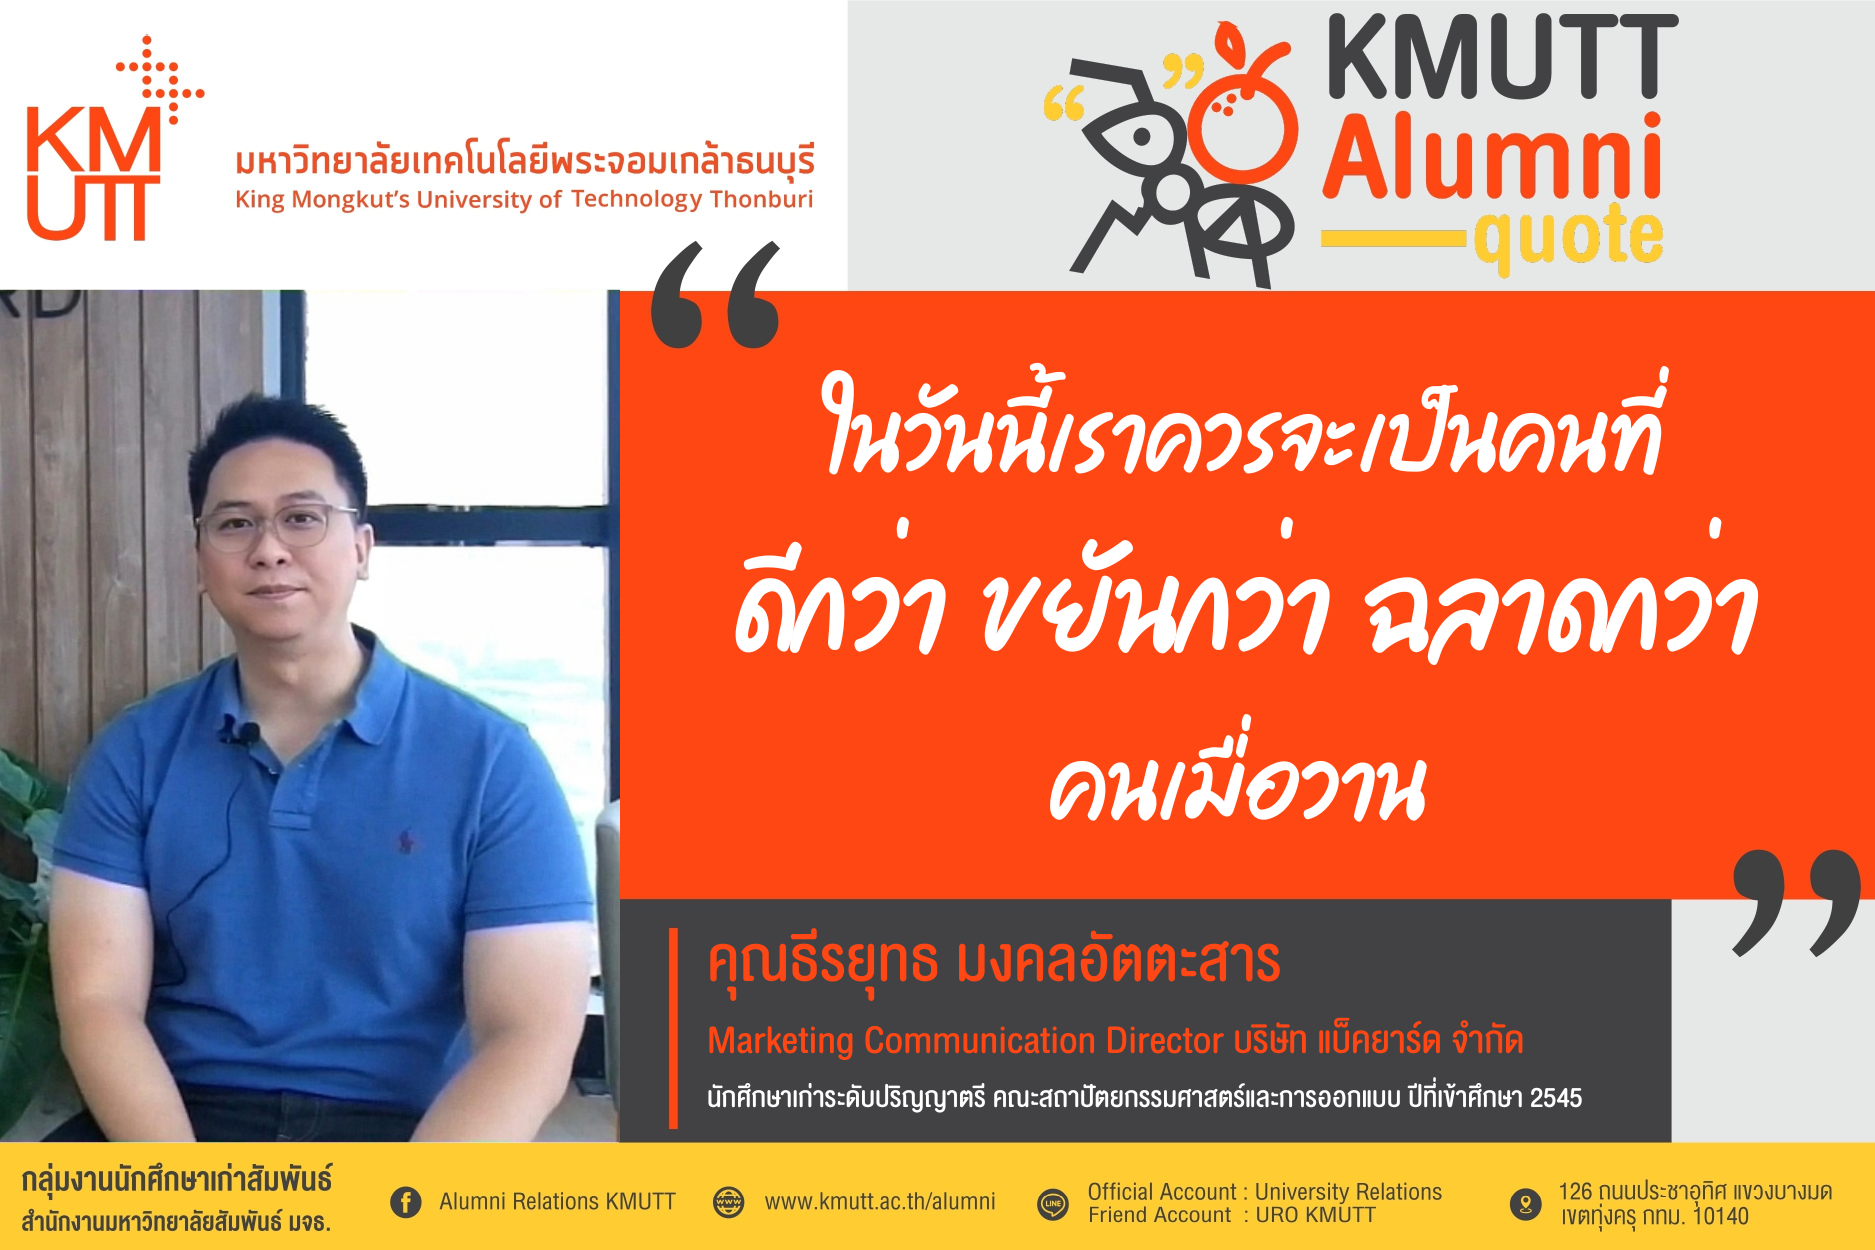 KM
UTT
มหาวิทยาลัยเทคโนโลยีพระจอมเกล้าธนบุรี
King Mongkut's University of Technology Thonburi
KMUTT
Alumni
quote
RD
“
ในวันนี้เราควรจะเป็นคนที่
ดีกว่า ขยันกว่า ฉลาดกว่า
คนเมื่อวาน
”
คุณธีรยุทธ มงคลอัตตะสาร
Marketing Communication Director บริษัท แบ็คยาร์ด จำกัด
นักศึกษาเก่าระดับปริญญาตรี คณะสถาปัตยกรรมศาสตร์และการออกแบบ ปีที่เข้าศึกษา 2545
กลุ่มงานนักศึกษาเก่าสัมพันธ์
สำนักงานมหาวิทยาลัยสัมพันธ์ มจธ.
Alumni Relations KMUTT
www.kmutt.ac.th/alumni
LINE
Official Account : University Relations
Friend Account : URO KMUTT
126 ถนนประชาอุทิศ แขวงบางมด
เขตทุ่งครุ กทม. 10140